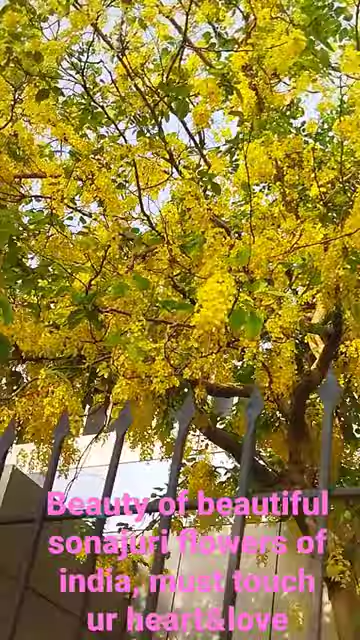 Beauty of beautiful
sonajuri flowers of
india, must touch
ur heart&love